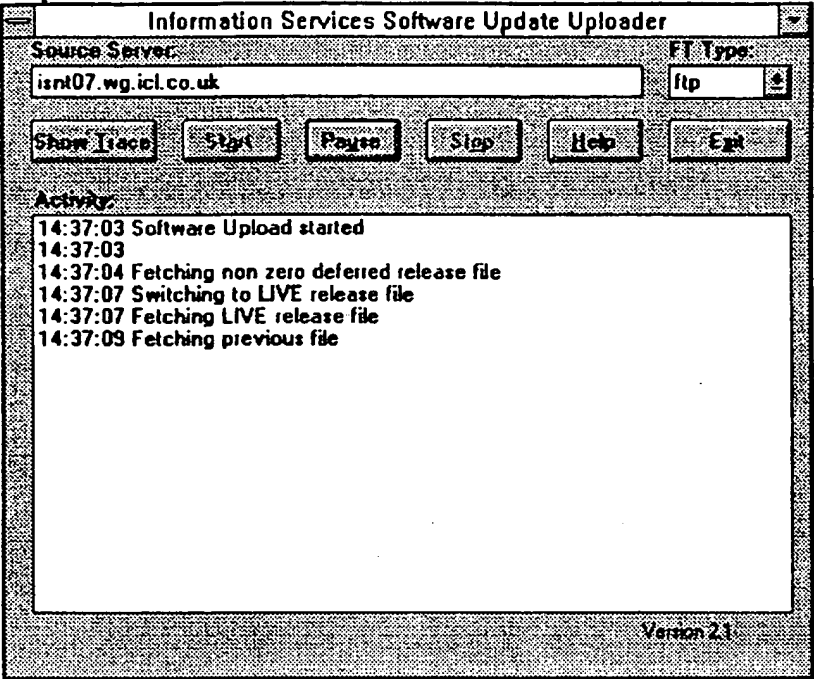 Information Services Software Update Uploader
Source Server: FT Type:
isnt07.wg.icl.co.uk ftp
Show Trace Start Pause Stop Help Exit
Activity:
14:37:03 Software Upload started
14:37:03
14:37:04 Fetching non zero deferred release file
14:37:07 Switching to LIVE release file
14:37:07 Fetching LIVE release file
14:37:09 Fetching previous file
Version 2.1